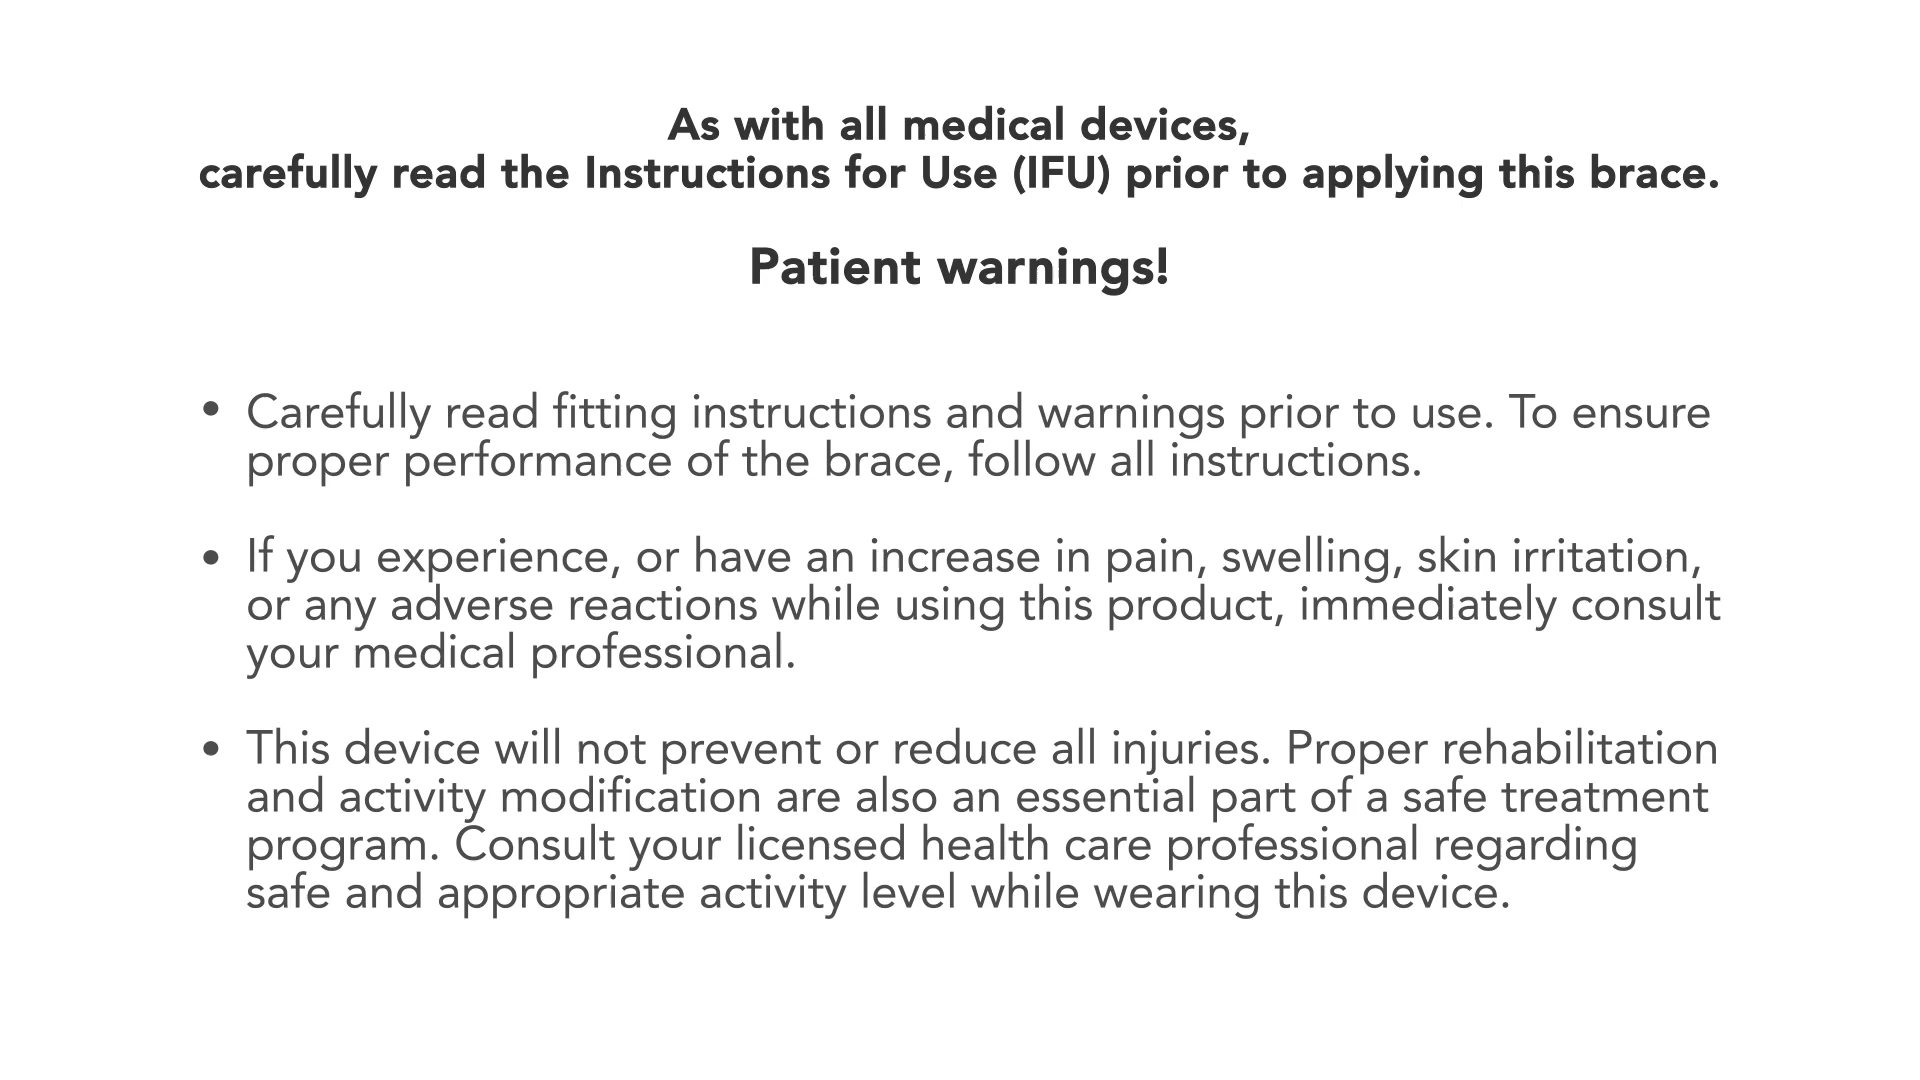 As with all medical devices,
carefully read the Instructions for Use (IFU) prior to applying this brace.
Patient warnings!
• Carefully read fitting instructions and warnings prior to use. To ensure
proper performance of the brace, follow all instructions.
• If you experience, or have an increase in pain, swelling, skin irritation,
or any adverse reactions while using this product, immediately consult
your medical professional.
• This device will not prevent or reduce all injuries. Proper rehabilitation
and activity modification are also an essential part of a safe treatment
program. Consult your licensed health care professional regarding
safe and appropriate activity level while wearing this device.